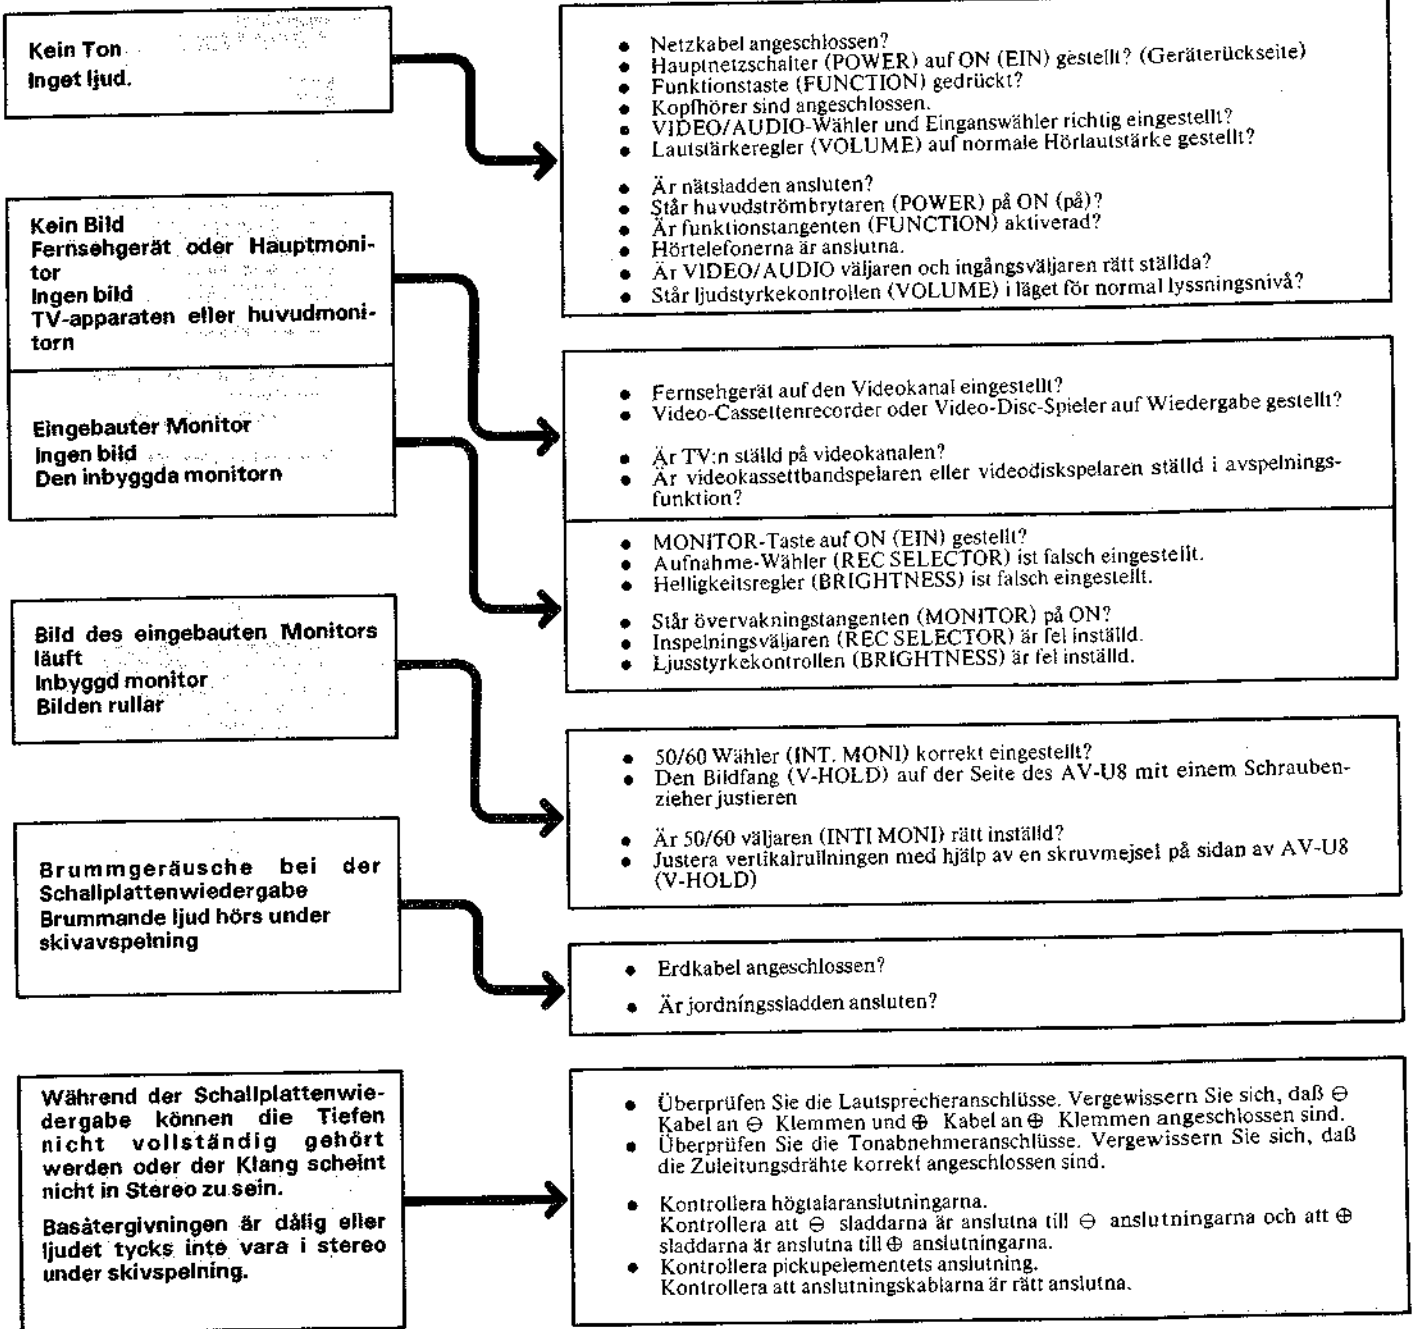 Kein Ton
Inget ljud.
● Netzkabel angeschlossen?
● Hauptnetzschalter (POWER) auf ON (EIN) gestellt? (Geräterückseite)
● Funktionstaste (FUNCTION) gedrückt?
● Kopfhörer sind angeschlossen.
● VIDEO/AUDIO-Wähler und Einganswähler richtig eingestellt?
● Lautstärkeregler (VOLUME) auf normale Hörlautstärke gestellt?
● Är nätsladden ansluten?
● Står huvudströmbrytaren (POWER) på ON (på)?
● Är funktionstangenten (FUNCTION) aktiverad?
● Hörtelefonerna är anslutna.
● Är VIDEO/AUDIO väljaren och ingångsväljaren rätt ställda?
● Står ljudstyrkekontrollen (VOLUME) i läget för normal lyssningsnivå?
Kein Bild
Fernsehgerät oder Hauptmoni-
tor
Ingen bild
TV-apparaten eller huvudmoni-
torn
● Fernsehgerät auf den Videokanal eingestellt?
● Video-Cassettenrecorder oder Video-Disc-Spieler auf Wiedergabe gestellt?
● Är TV:n ställd på videokanalen?
● Är videokassettbandspelaren eller videodiskspelaren ställd i avspelnings-
funktion?
Eingebauter Monitor
Ingen bild
Den inbyggda monitorn
● MONITOR-Taste auf ON (EIN) gestellt?
● Aufnahme-Wähler (REC SELECTOR) ist falsch eingestellt.
● Helligkeitsregler (BRIGHTNESS) ist falsch eingestellt.
● Står övervakningstangenten (MONITOR) på ON?
● Inspelningsväljaren (REC SELECTOR) är fel inställd.
● Ljusstyrkekontrollen (BRIGHTNESS) är fel inställd.
Bild des eingebauten Monitors
läuft
Inbyggd monitor
Bilden rullar
● 50/60 Wähler (INT. MONI) korrekt eingestellt?
● Den Bildfang (V-HOLD) auf der Seite des AV-U8 mit einem Schrauben-
zieher justieren
● Är 50/60 väljaren (INTI MONI) rätt inställd?
● Justera vertikalrullningen med hjälp av en skruvmejsel på sidan av AV-U8
(V-HOLD)
Brummgeräusche bei der
Schallplattenwiedergabe
Brummande ljud hörs under
skivavspelning
● Erdkabel angeschlossen?
● Är jordningssladden ansluten?
Während der Schallplattenwie-
dergabe können die Tiefen
nicht vollständig gehört
werden oder der Klang scheint
nicht in Stereo zu sein.
Basåtergivningen är dålig eller
ljudet tycks inte vara i stereo
under skivspelning.
● Überprüfen Sie die Lautsprecheranschlüsse. Vergewissern Sie sich, daß ⊖
Kabel an ⊖ Klemmen und ⊕ Kabel an ⊕ Klemmen angeschlossen sind.
● Überprüfen Sie die Tonabnehmeranschlüsse. Vergewissern Sie sich, daß
die Zuleitungsdrähte korrekt angeschlossen sind.
● Kontrollera högtalaranslutningarna.
Kontrollera att ⊖ sladdarna är anslutna till ⊖ anslutningarna och att ⊕
sladdarna är anslutna till ⊕ anslutningarna.
● Kontrollera pickupelementets anslutning.
Kontrollera att anslutningskablarna är rätt anslutna.